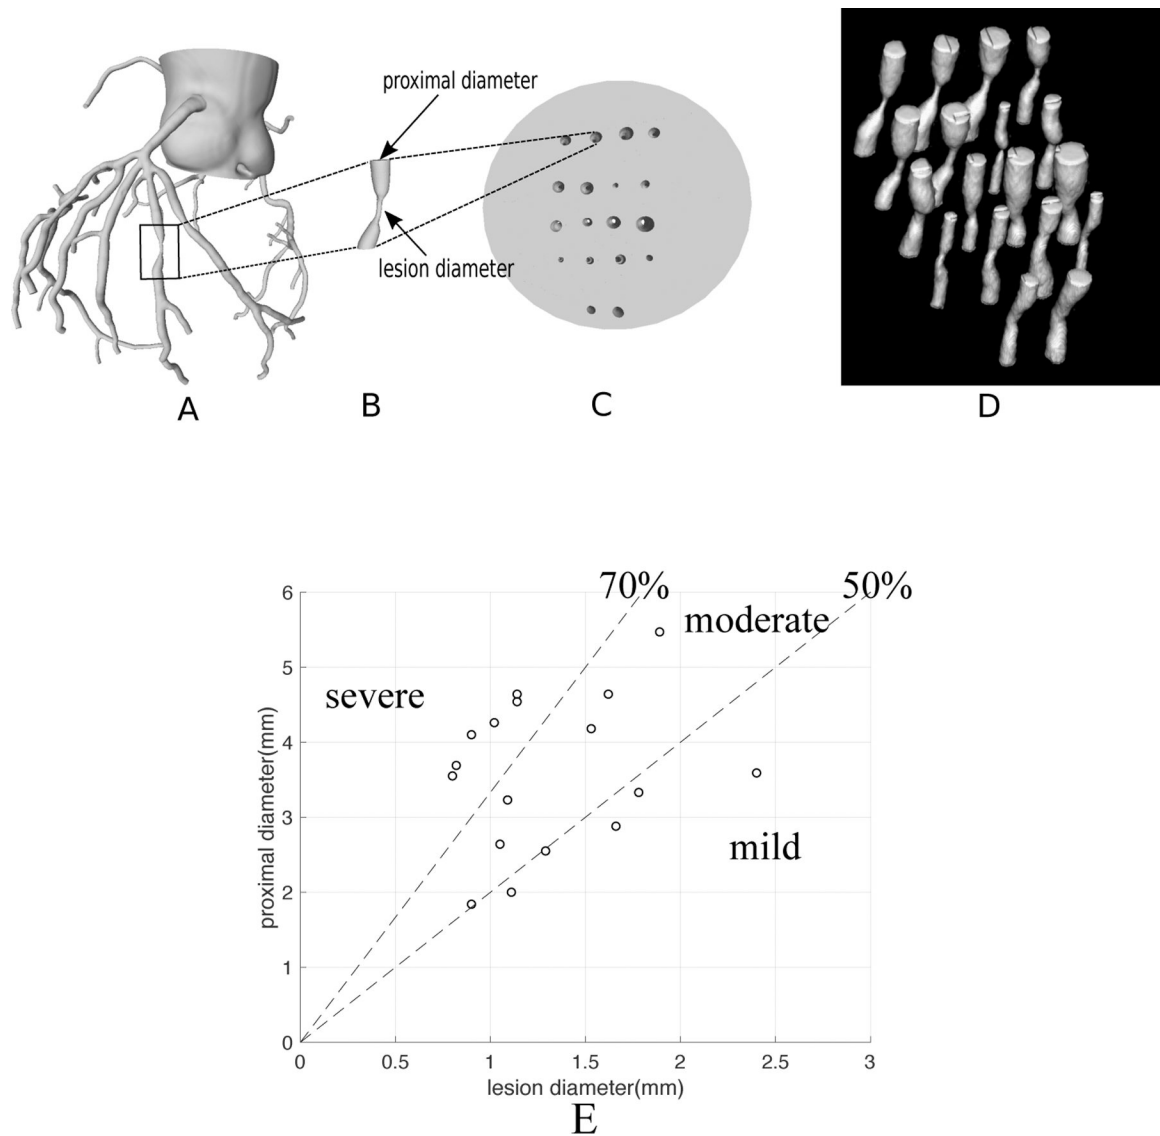 proximal diameter
lesion diameter
A
B
C
D
70%
50%
6
moderate
5
severe
4
3
mild
2
1
0
proximal diameter(mm)
0
0.5
1
1.5
2
2.5
3
lesion diameter(mm)
E